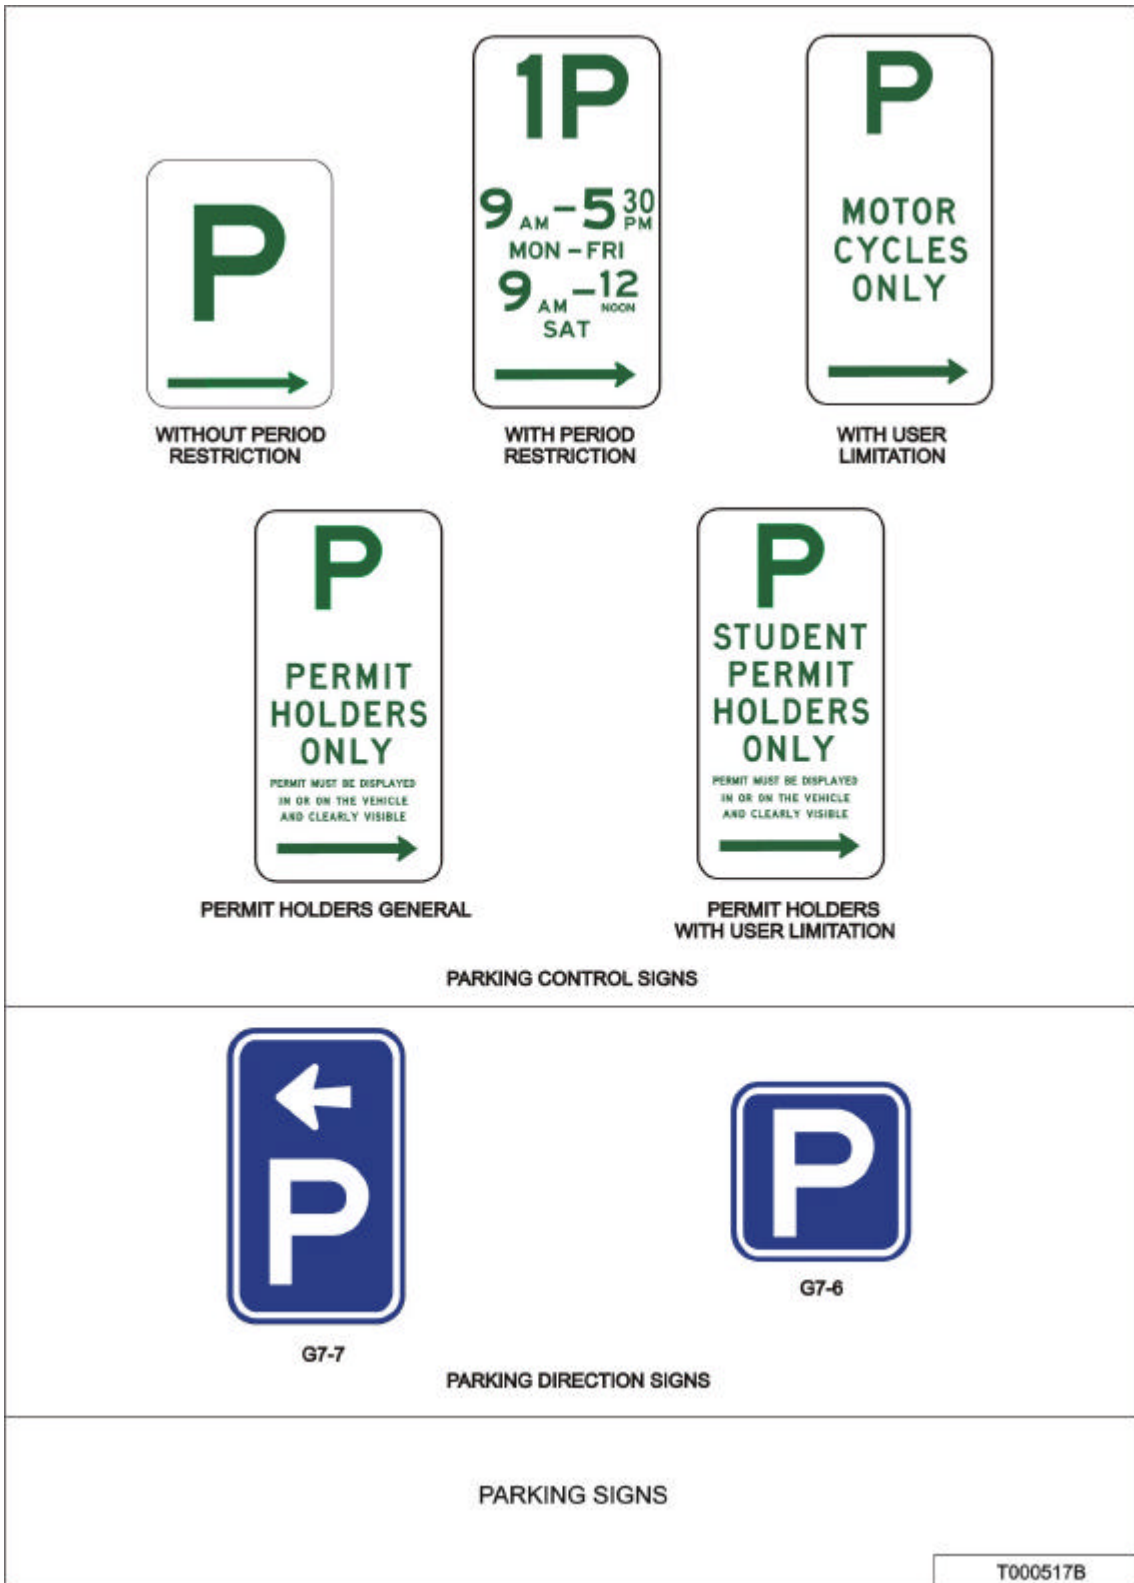 P
WITHOUT PERIOD
RESTRICTION
1P
9 AM – 5 30 PM
MON – FRI
9 AM – 12 NOON
SAT
WITH PERIOD
RESTRICTION
P
MOTOR
CYCLES
ONLY
WITH USER
LIMITATION
P
PERMIT
HOLDERS
ONLY
PERMIT MUST BE DISPLAYED
IN OR ON THE VEHICLE
AND CLEARLY VISIBLE
PERMIT HOLDERS GENERAL
P
STUDENT
PERMIT
HOLDERS
ONLY
PERMIT MUST BE DISPLAYED
IN OR ON THE VEHICLE
AND CLEARLY VISIBLE
PERMIT HOLDERS
WITH USER LIMITATION
PARKING CONTROL SIGNS
P
G7-7
P
G7-6
PARKING DIRECTION SIGNS
PARKING SIGNS
T000517B